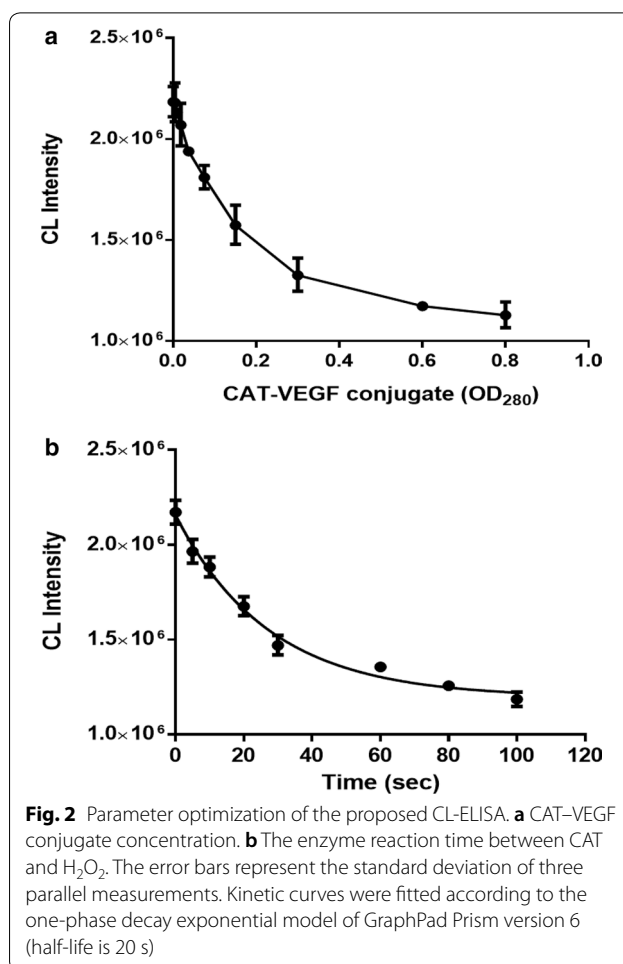 a
2.5×10⁶
2.0×10⁶
1.5×10⁶
1.0×10⁶
CL Intensity
0.0 0.2 0.4 0.6 0.8 1.0
CAT-VEGF conjugate (OD₂₈₀)
b
2.5×10⁶
2.0×10⁶
1.5×10⁶
1.0×10⁶
CL Intensity
0 20 40 60 80 100 120
Time (sec)
Fig. 2 Parameter optimization of the proposed CL-ELISA. a CAT–VEGF
conjugate concentration. b The enzyme reaction time between CAT
and H₂O₂. The error bars represent the standard deviation of three
parallel measurements. Kinetic curves were fitted according to the
one-phase decay exponential model of GraphPad Prism version 6
(half-life is 20 s)